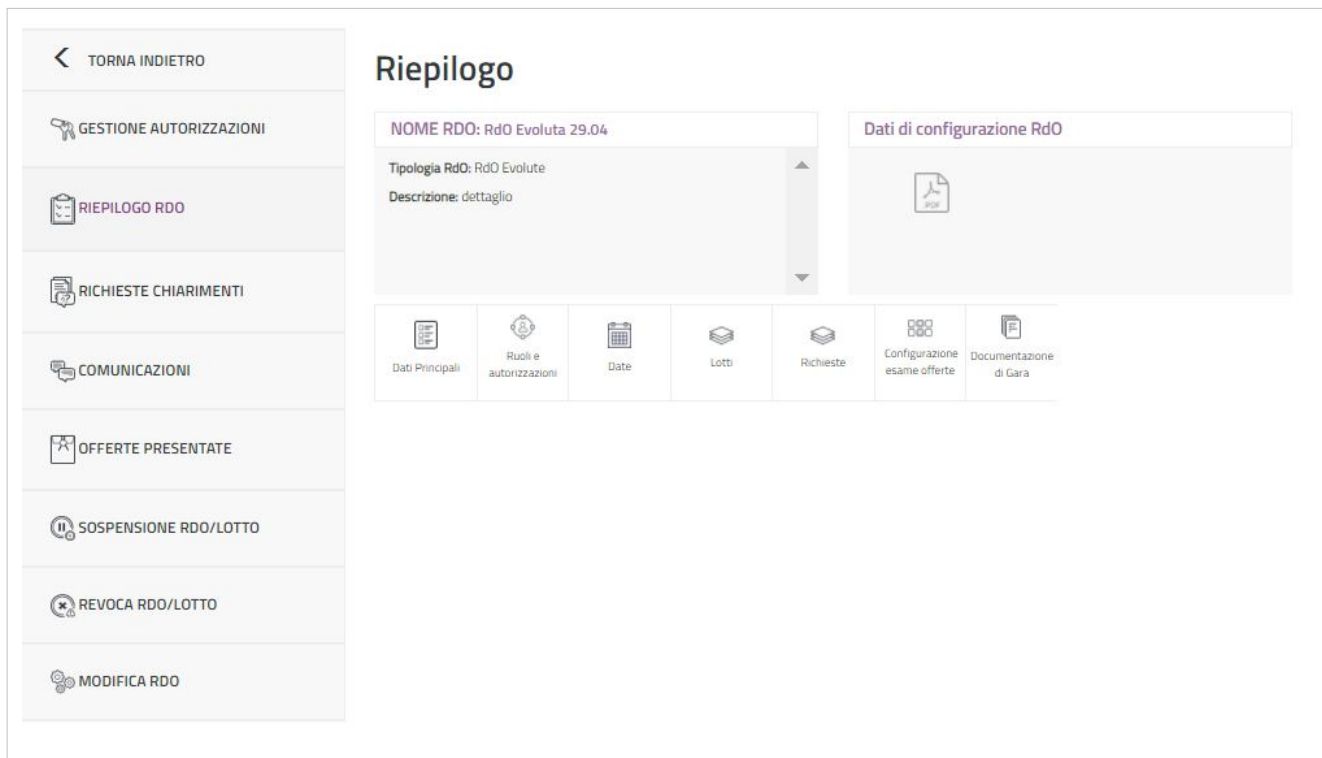 TORNA INDIETRO
GESTIONE AUTORIZZAZIONI
RIEPILOGO RDO
RICHIESTE CHIARIMENTI
COMUNICAZIONI
OFFERTE PRESENTATE
SOSPENSIONE RDO/LOTTO
REVOCA RDO/LOTTO
MODIFICA RDO
Riepilogo
NOME RDO: RdO Evoluta 29.04
Tipologia RdO: RdO Evolute
Descrizione: dettaglio
Dati di configurazione RdO
PDF
Dati Principali
Ruoli e
autorizzazioni
Date
Lotti
Richieste
Configurazione
esame offerte
Documentazione
di Gara